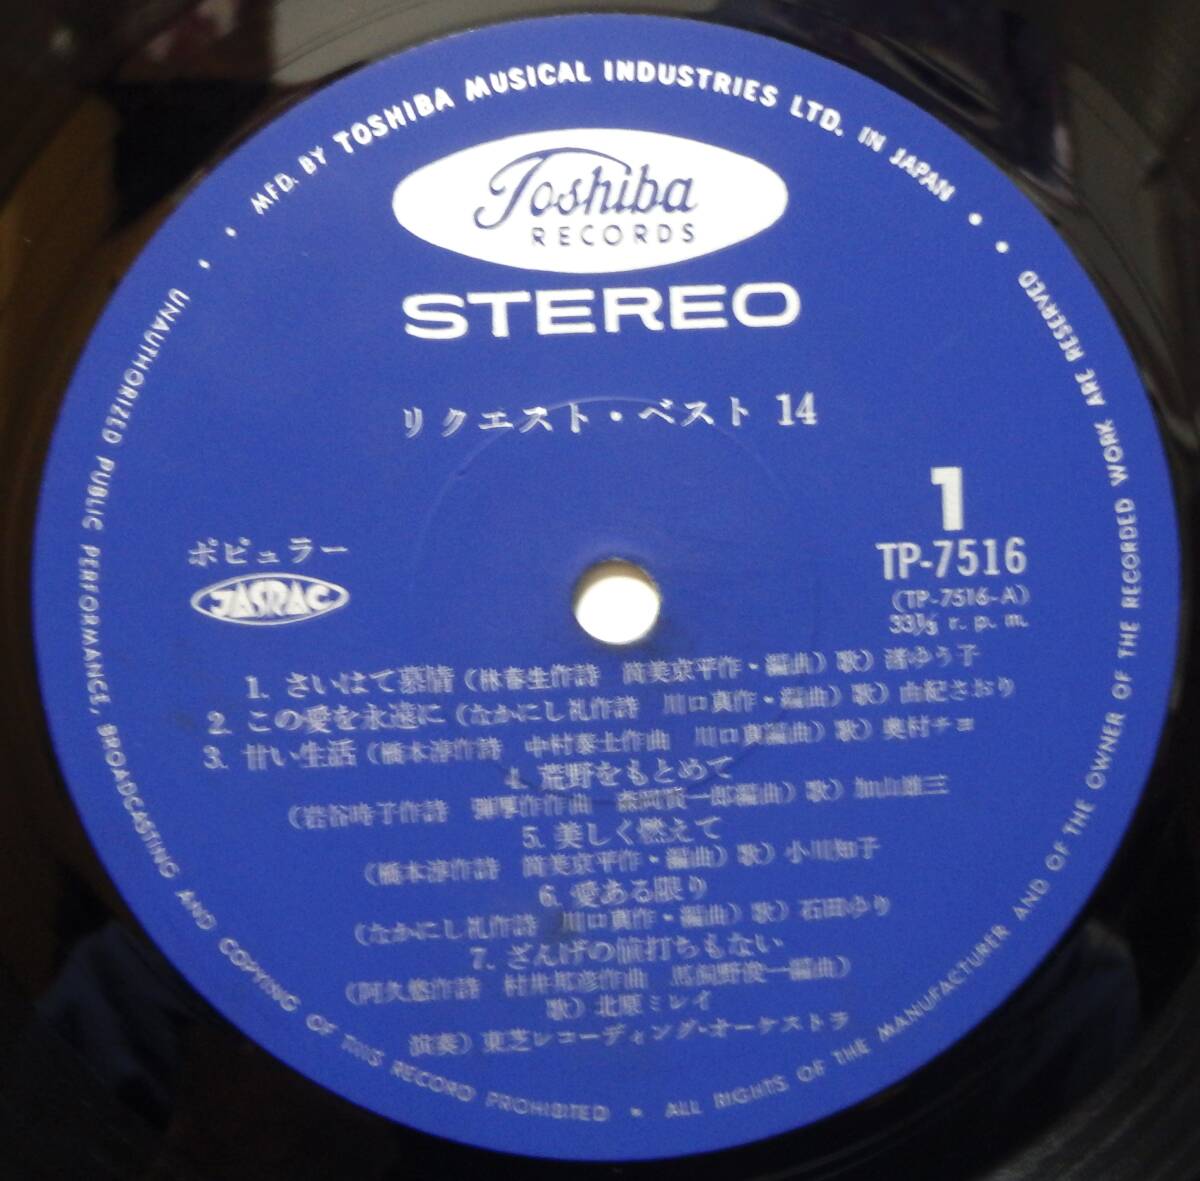 MFD. BY TOSHIBA MUSICAL INDUSTRIES LTD. IN JAPAN
Toshiba
RECORDS
STEREO
リクエスト・ベスト 14
1
ポピュラー
TP-7516
JASRAC
(TP-7516-A)
33⅓ r. p. m.
1. さいはて慕情 (林春生作詩 筒美京平作・編曲) 歌) 渚ゆう子
2. この愛を永遠に (なかにし礼作詩 川口真作・編曲) 歌) 由紀さおり
3. 甘い生活 (橋本淳作詩 中村泰士作曲 川口真編曲) 歌) 奥村チヨ
4. 荒野をもとめて
(岩谷時子作詩 弾厚作作曲 森岡賢一郎編曲) 歌) 加山雄三
5. 美しく燃えて
(橋本淳作詩 筒美京平作・編曲) 歌) 小川知子
6. 愛ある限り
(なかにし礼作詩 川口真作・編曲) 歌) 石田ゆり
7. ざんげの値打ちもない
(阿久悠作詩 村井邦彦作曲 馬飼野俊一編曲)
歌) 北原ミレイ
演奏) 東芝レコーディング・オーケストラ
UNAUTHORIZED PUBLIC PERFORMANCE, BROADCASTING AND COPYING OF THIS RECORD PROHIBITED • ALL RIGHTS OF THE MANUFACTURER AND OF THE OWNER OF THE RECORDED WORK ARE RESERVED